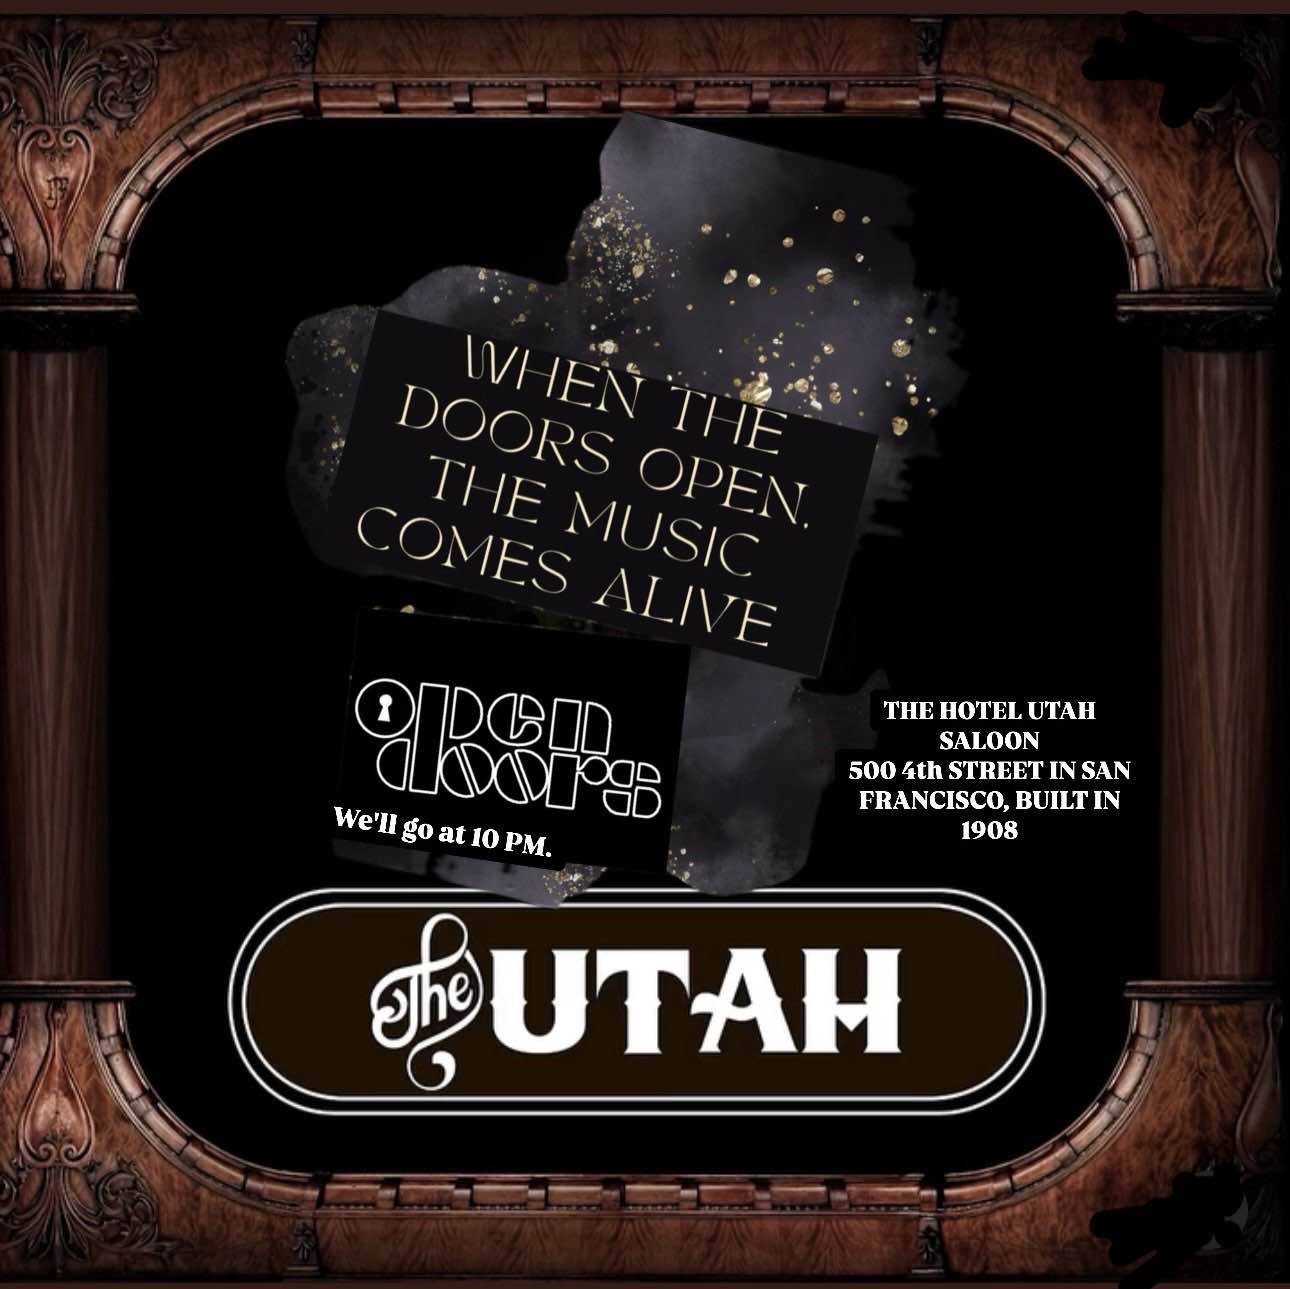 WHEN THE
DOORS OPEN,
THE MUSIC
COMES ALIVE
open
doors
We'll go at 10 PM.
THE HOTEL UTAH
SALOON
500 4th STREET IN SAN
FRANCISCO, BUILT IN
1908
The UTAH